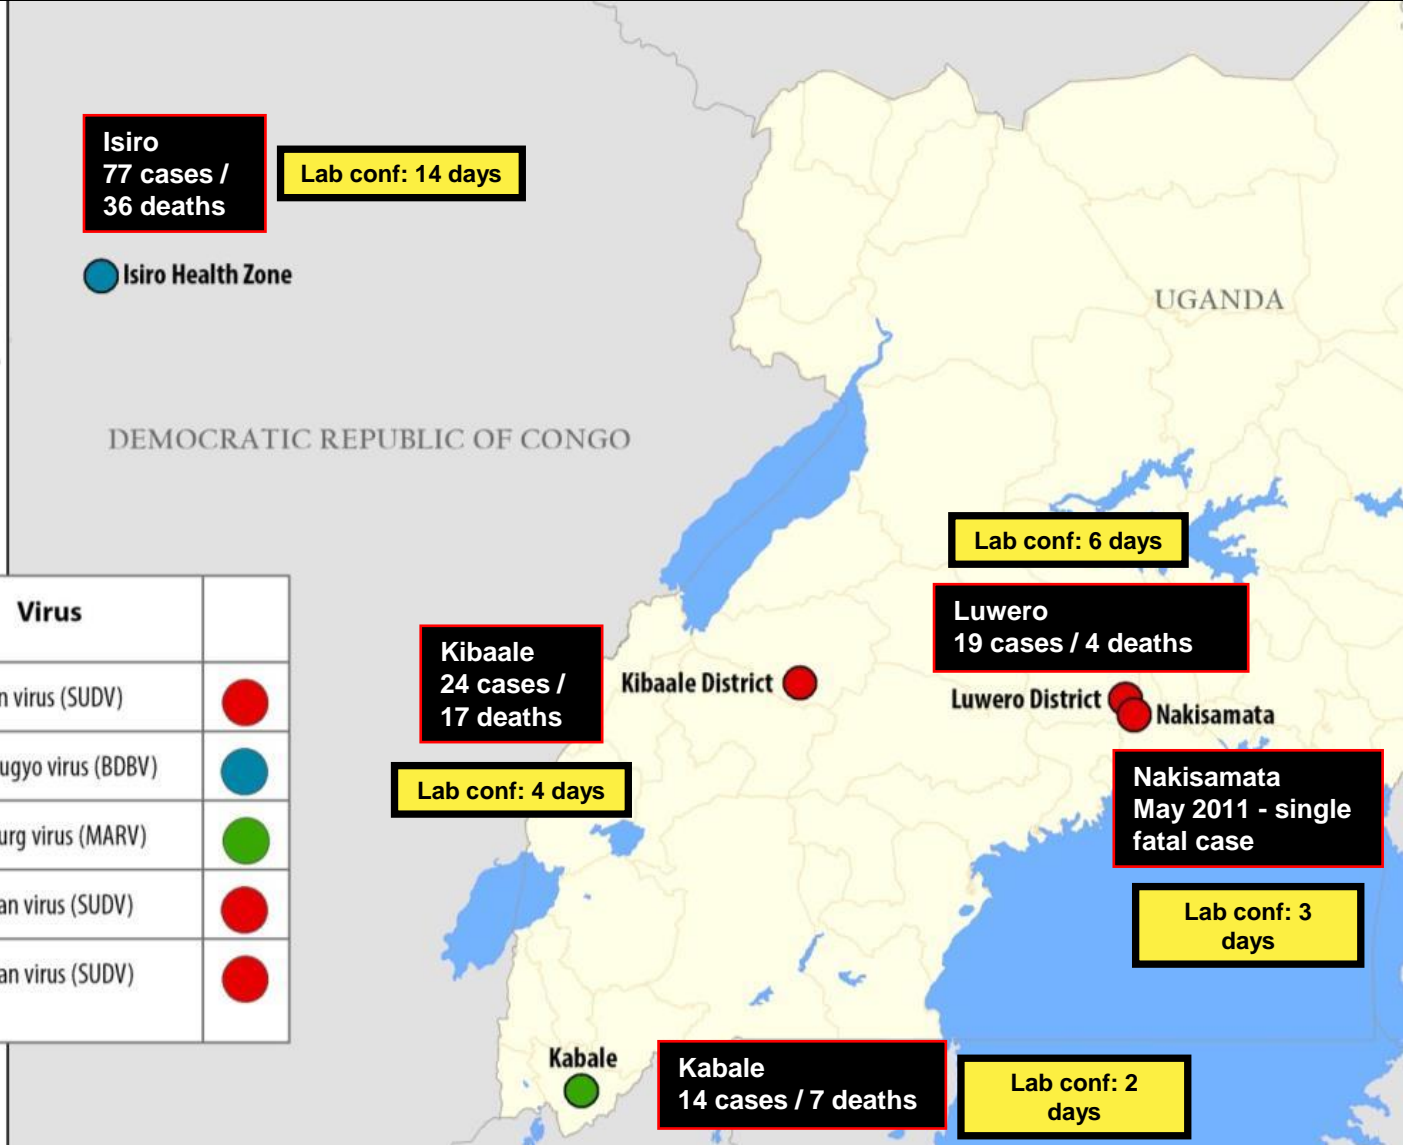 Isiro
77 cases /
36 deaths
Lab conf: 14 days
Isiro Health Zone
UGANDA
DEMOCRATIC REPUBLIC OF CONGO
Lab conf: 6 days
Luwero
19 cases / 4 deaths
Kibaale
24 cases /
17 deaths
Kibaale District
Luwero District
Nakisamata
Lab conf: 4 days
Nakisamata
May 2011 - single
fatal case
Lab conf: 3
days
Kabale
Kabale
14 cases / 7 deaths
Lab conf: 2
days
Virus
n virus (SUDV)
ugyo virus (BDBV)
urg virus (MARV)
an virus (SUDV)
an virus (SUDV)